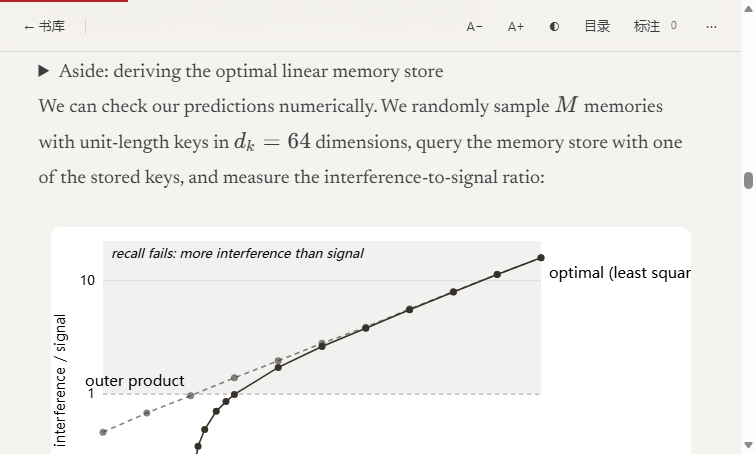 ← 书库
A− A+ ◐ 目录 标注 0 ···
▶ Aside: deriving the optimal linear memory store
We can check our predictions numerically. We randomly sample M memories
with unit-length keys in dₖ = 64 dimensions, query the memory store with one
of the stored keys, and measure the interference-to-signal ratio:
recall fails: more interference than signal
10
optimal (least squar
outer product
1
interference / signal